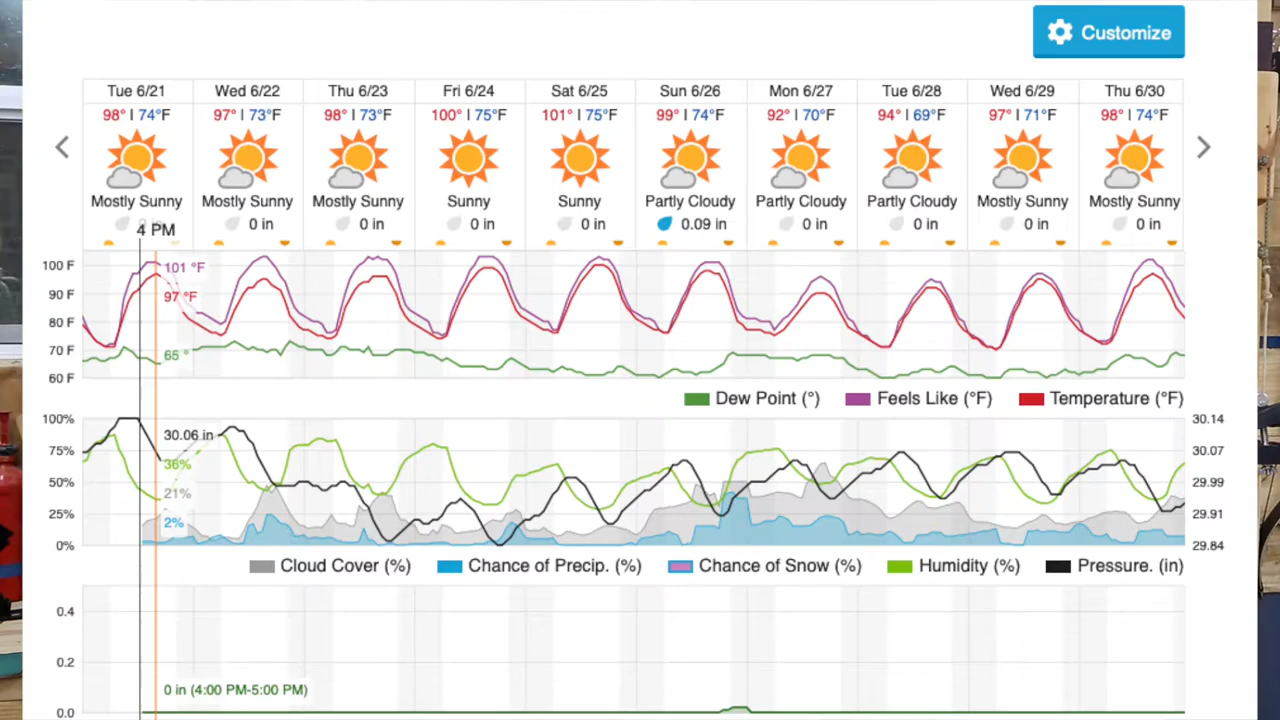 Customize
Tue 6/21 Wed 6/22 Thu 6/23 Fri 6/24 Sat 6/25 Sun 6/26 Mon 6/27 Tue 6/28 Wed 6/29 Thu 6/30
98° | 74°F 97° | 73°F 98° | 73°F 100° | 75°F 101° | 75°F 99° | 74°F 92° | 70°F 94° | 69°F 97° | 71°F 98° | 74°F
Mostly Sunny Mostly Sunny Mostly Sunny Sunny Sunny Partly Cloudy Partly Cloudy Partly Cloudy Mostly Sunny Mostly Sunny
0 in 0 in 0 in 0 in 0 in 0.09 in 0 in 0 in 0 in 0 in
4 PM
100 F
101 °F
90 F
97 °F
80 F
70 F
65 °
60 F
Dew Point (°) Feels Like (°F) Temperature (°F)
100% 30.14
30.06 in
75% 30.07
36%
50% 29.99
21%
25% 29.91
2%
0% 29.84
Cloud Cover (%) Chance of Precip. (%) Chance of Snow (%) Humidity (%) Pressure. (in)
0.4
0.2
0 in (4:00 PM-5:00 PM)
0.0